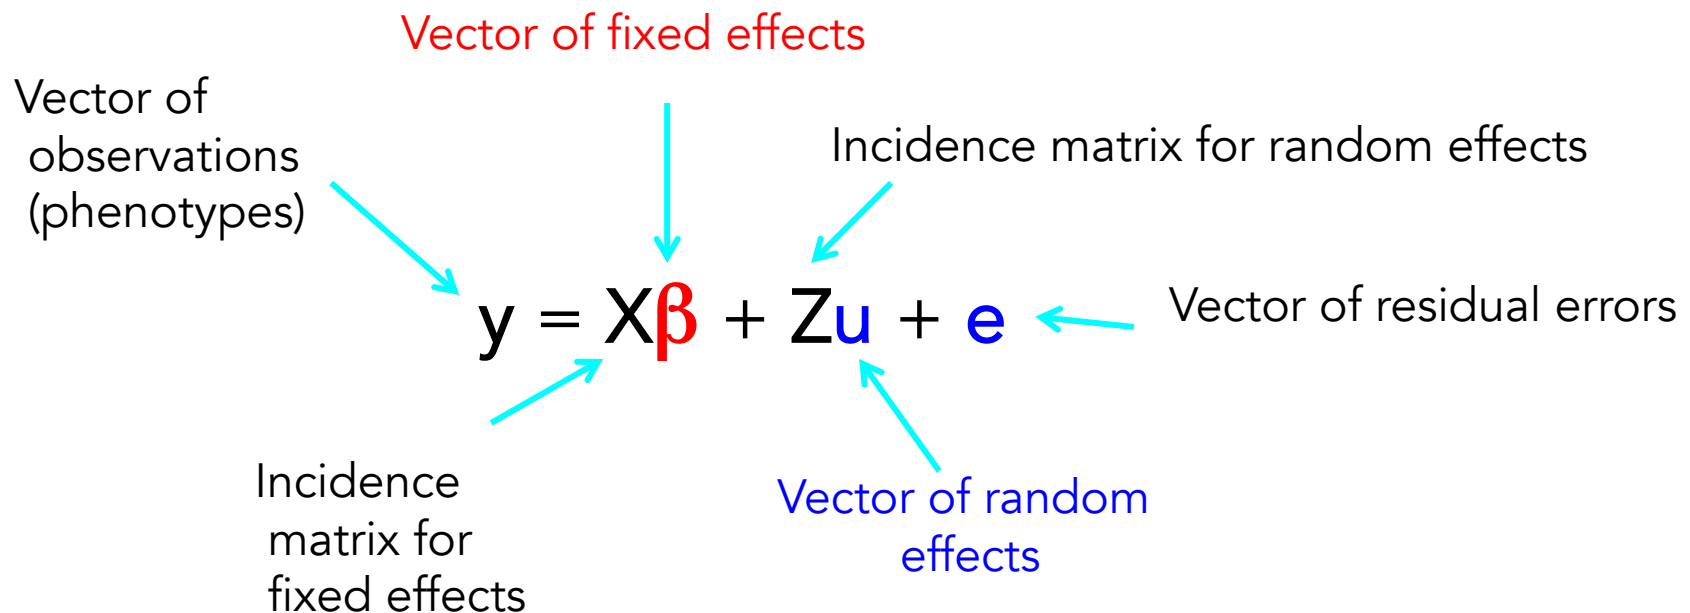 Vector of fixed effects
Vector of
observations
(phenotypes)
Incidence matrix for random effects
y = Xβ + Zu + e
Vector of residual errors
Incidence
matrix for
fixed effects
Vector of random
effects